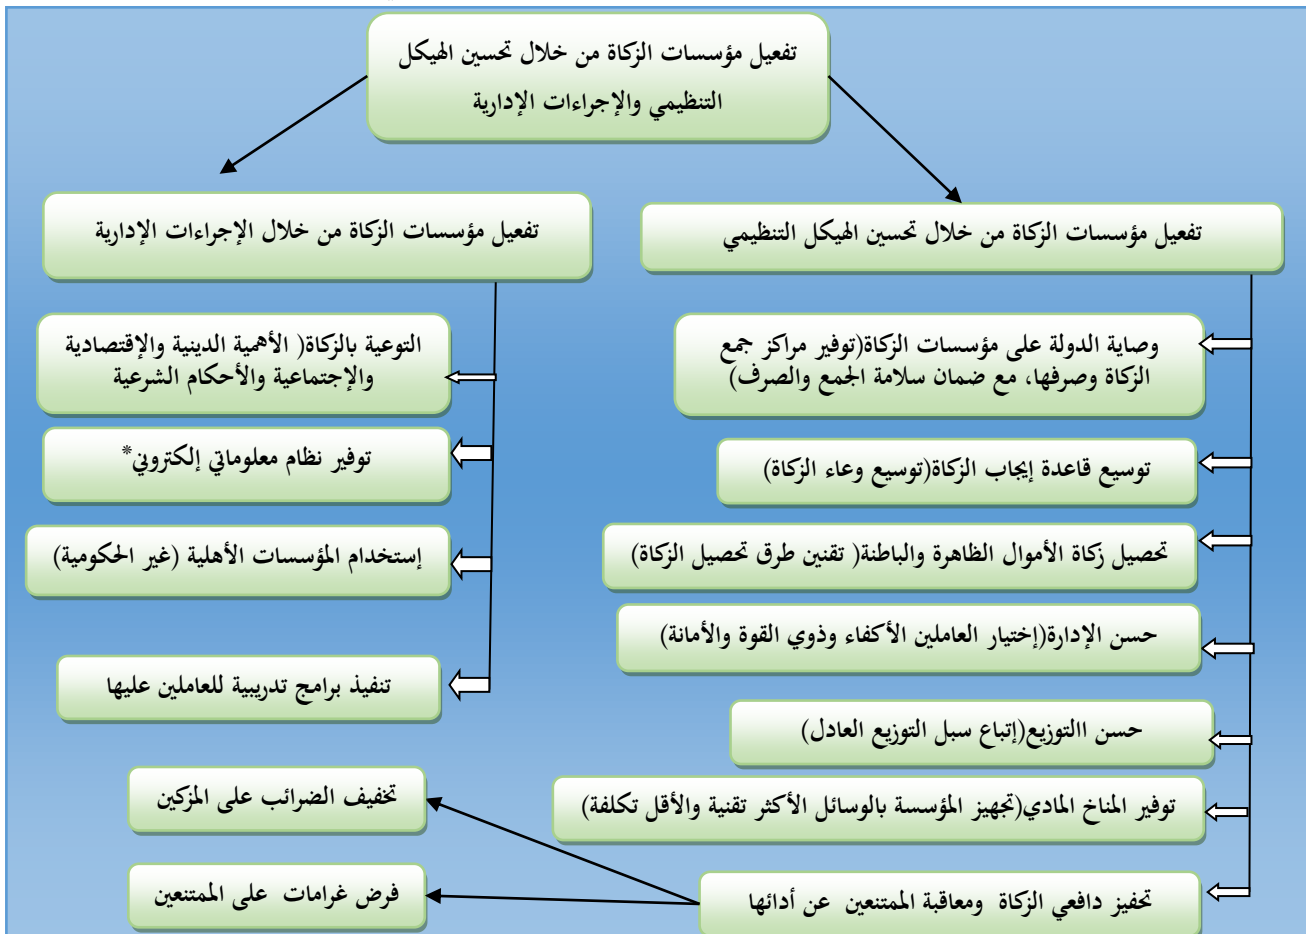 تفعيل مؤسسات الزكاة من خلال تحسين الهيكل
التنظيمي والإجراءات الإدارية
تفعيل مؤسسات الزكاة من خلال تحسين الهيكل التنظيمي
وصاية الدولة على مؤسسات الزكاة(توفير مراكز جمع
الزكاة وصرفها، مع ضمان سلامة الجمع والصرف)
توسيع قاعدة إيجاب الزكاة(توسيع وعاء الزكاة)
تحصيل زكاة الأموال الظاهرة والباطنة( تقنين طرق تحصيل الزكاة)
حسن الإدارة(إختيار العاملين الأكفاء وذوي القوة والأمانة)
حسن االتوزيع(إتباع سبل التوزيع العادل)
توفير المناخ المادي(تجهيز المؤسسة بالوسائل الأكثر تقنية والأقل تكلفة)
تحفيز دافعي الزكاة ومعاقبة الممتنعين عن أدائها
تخفيف الضرائب على المزكين
فرض غرامات على الممتنعين
تفعيل مؤسسات الزكاة من خلال الإجراءات الإدارية
التوعية بالزكاة( الأهمية الدينية والإقتصادية
والإجتماعية والأحكام الشرعية
توفير نظام معلوماتي إلكتروني*
إستخدام المؤسسات الأهلية (غير الحكومية)
تنفيذ برامج تدريبية للعاملين عليها